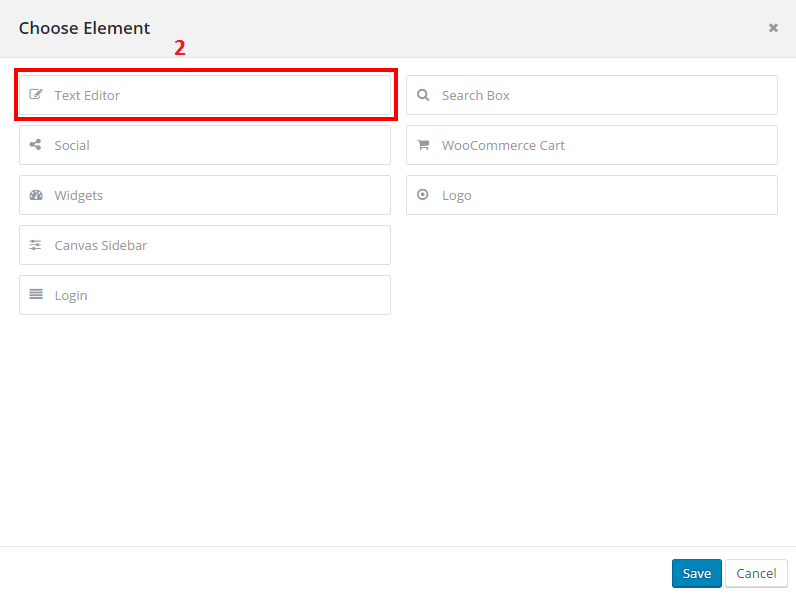 Choose Element
2
Text Editor
Search Box
Social
WooCommerce Cart
Widgets
Logo
Canvas Sidebar
Login
Save
Cancel